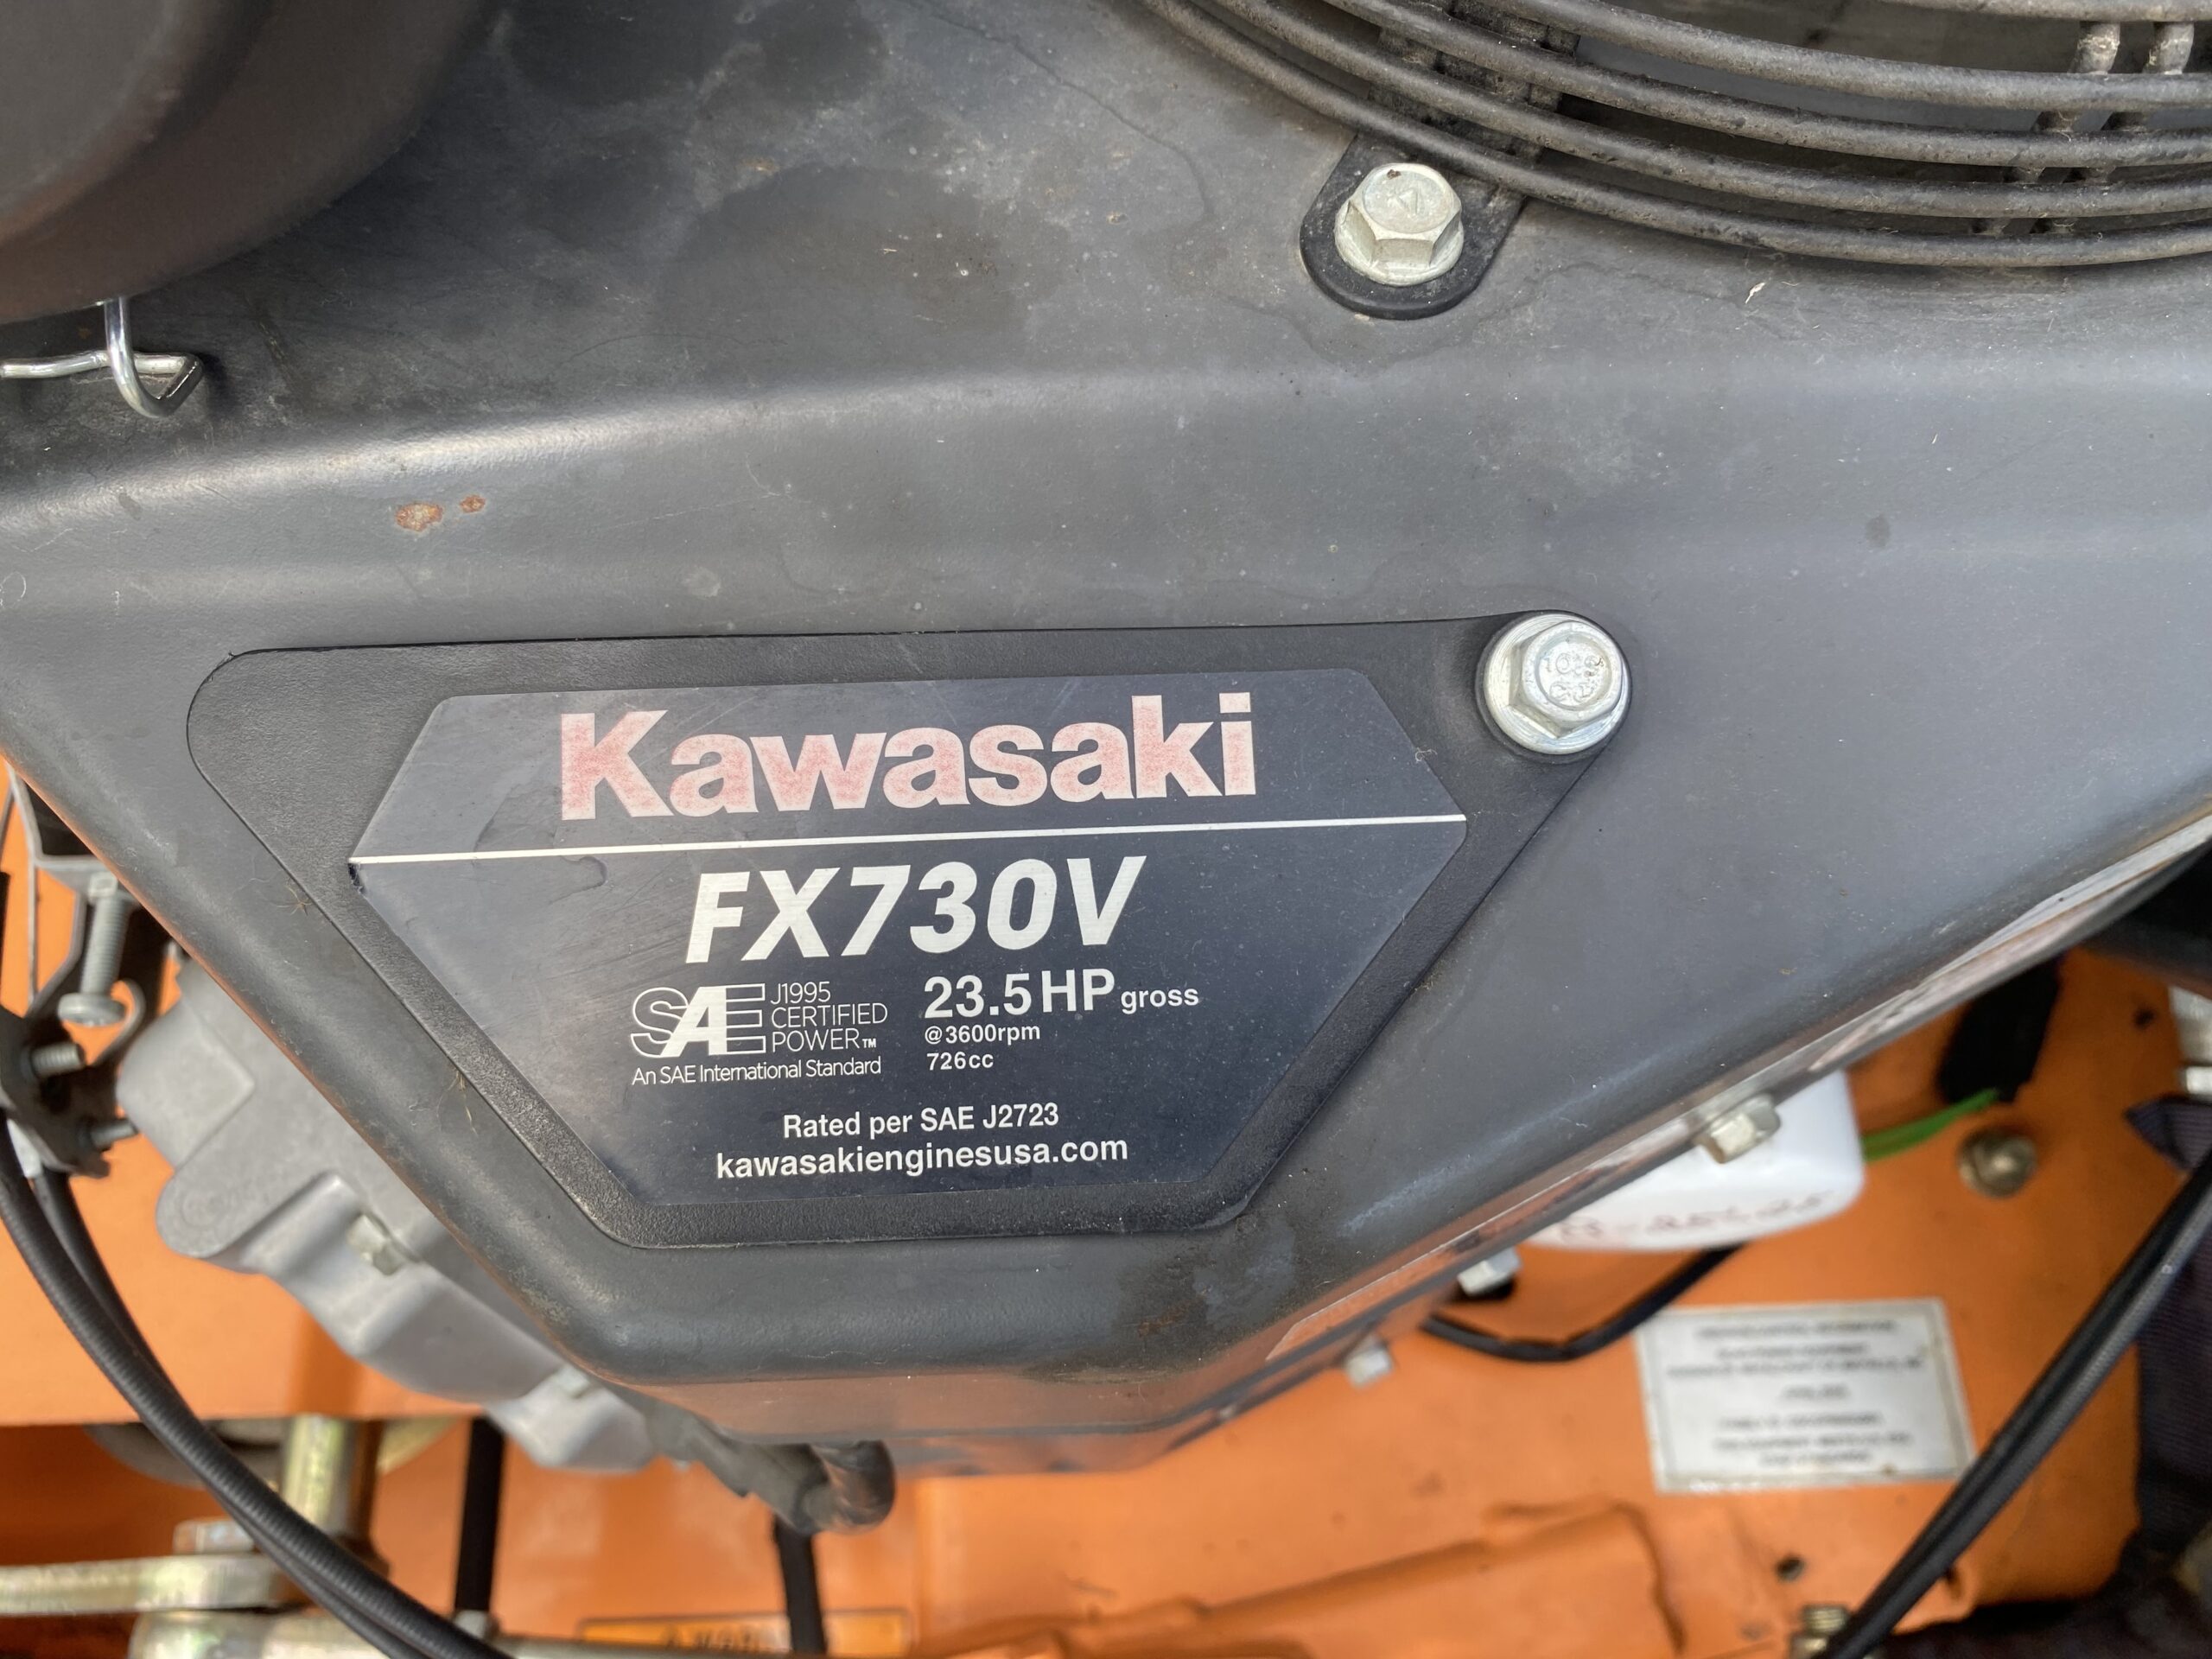 Kawasaki
FX730V
SAE J1995
CERTIFIED
POWER™
An SAE International Standard
23.5 HP gross
@3600rpm
726cc
Rated per SAE J2723
kawasakienginesusa.com